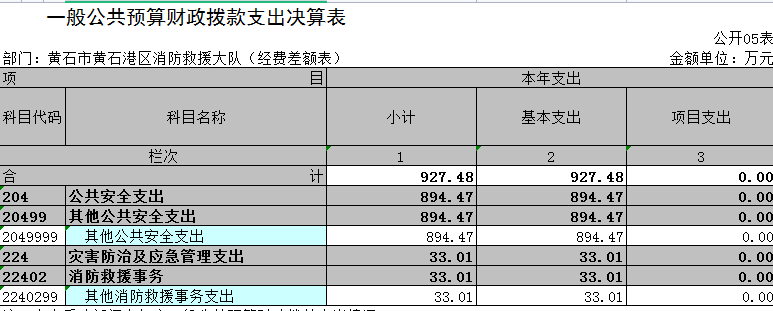 一般公共预算财政拨款支出决算表
公开05表
部门：黄石市黄石港区消防救援大队（经费差额表） 金额单位：万元
项 目 本年支出
科目代码 科目名称 小计 基本支出 项目支出
栏次 1 2 3
合 计 927.48 927.48 0.00
204 公共安全支出 894.47 894.47 0.00
20499 其他公共安全支出 894.47 894.47 0.00
2049999 其他公共安全支出 894.47 894.47 0.00
224 灾害防治及应急管理支出 33.01 33.01 0.00
22402 消防救援事务 33.01 33.01 0.00
2240299 其他消防救援事务支出 33.01 33.01 0.00